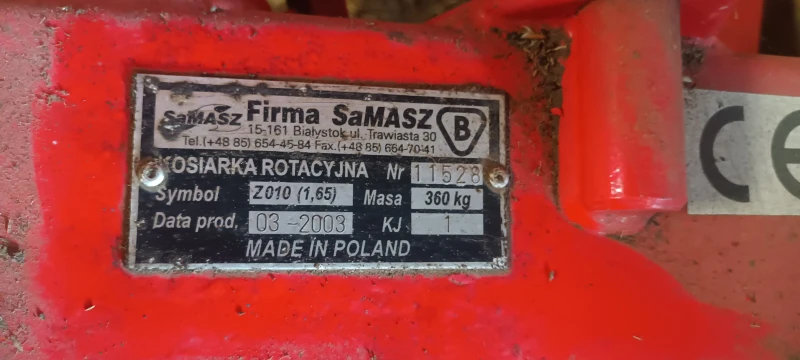 SaMASZ Firma SaMASZ B
15-161 Białystok ul. Trawiasta 30
Tel.(+48 85) 654-45-84 Fax.(+48 85) 664-70-41
KOSIARKA ROTACYJNA Nr 11528
Symbol Z010 (1,65) Masa 360 kg
Data prod. 03-2003 KJ 1
MADE IN POLAND
CE